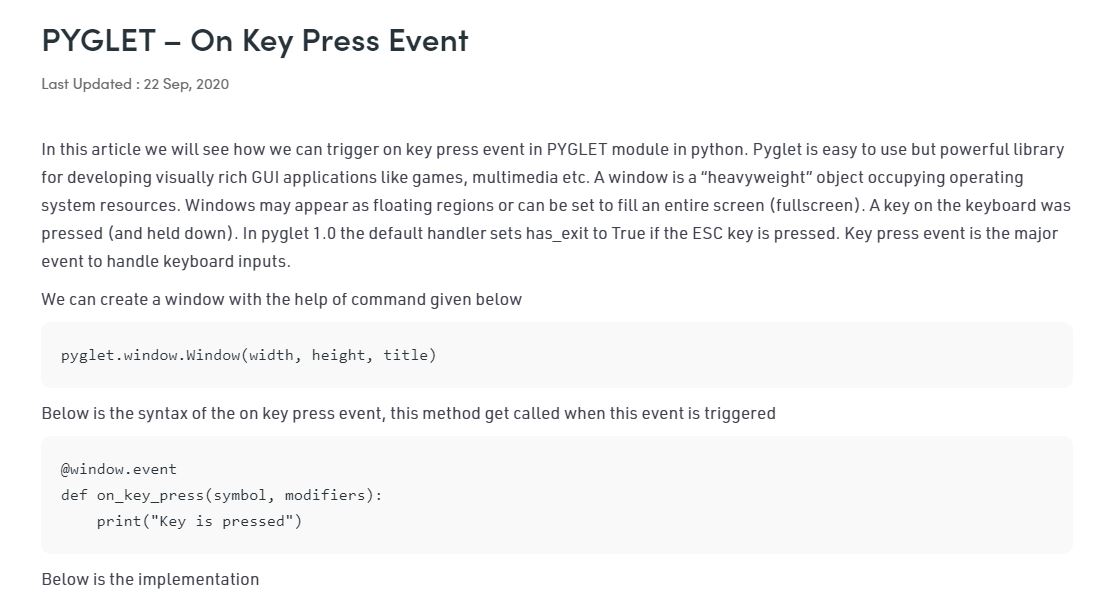 PYGLET – On Key Press Event
Last Updated : 22 Sep, 2020
In this article we will see how we can trigger on key press event in PYGLET module in python. Pyglet is easy to use but powerful library
for developing visually rich GUI applications like games, multimedia etc. A window is a “heavyweight” object occupying operating
system resources. Windows may appear as floating regions or can be set to fill an entire screen (fullscreen). A key on the keyboard was
pressed (and held down). In pyglet 1.0 the default handler sets has_exit to True if the ESC key is pressed. Key press event is the major
event to handle keyboard inputs.
We can create a window with the help of command given below
pyglet.window.Window(width, height, title)
Below is the syntax of the on key press event, this method get called when this event is triggered
@window.event
def on_key_press(symbol, modifiers):
    print("Key is pressed")
Below is the implementation